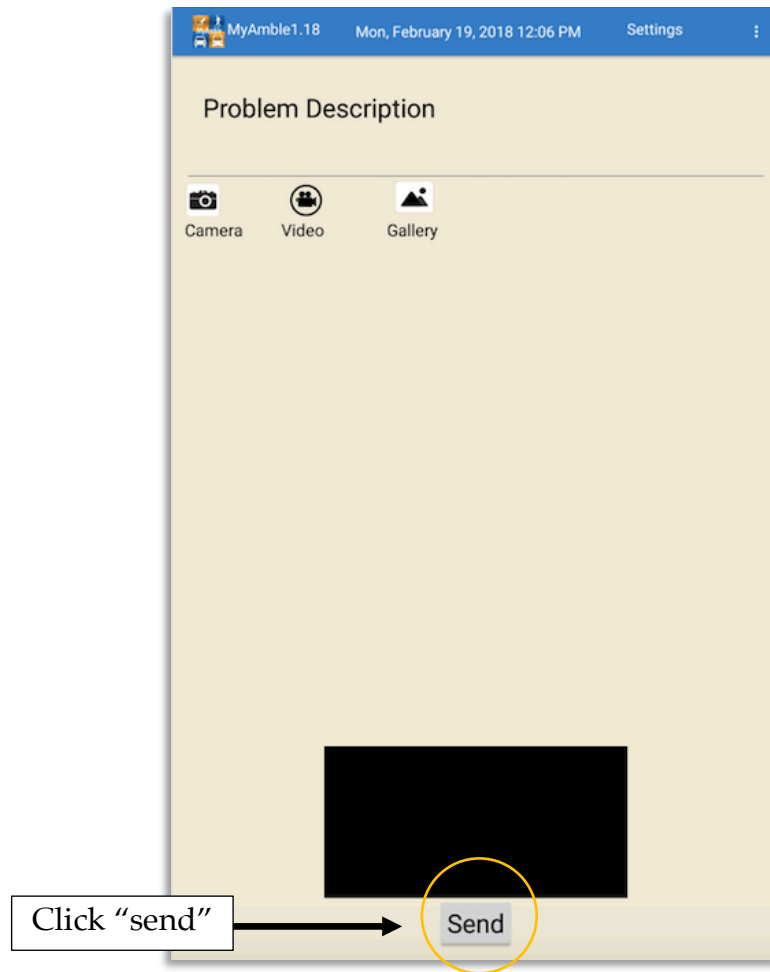 MyAmble1.18 Mon, February 19, 2018 12:06 PM Settings
Problem Description
Camera Video Gallery
Click “send” Send